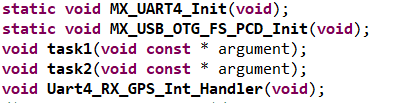 static void MX_UART4_Init(void);
static void MX_USB_OTG_FS_PCD_Init(void);
void task1(void const * argument);
void task2(void const * argument);
void Uart4_RX_GPS_Int_Handler(void);